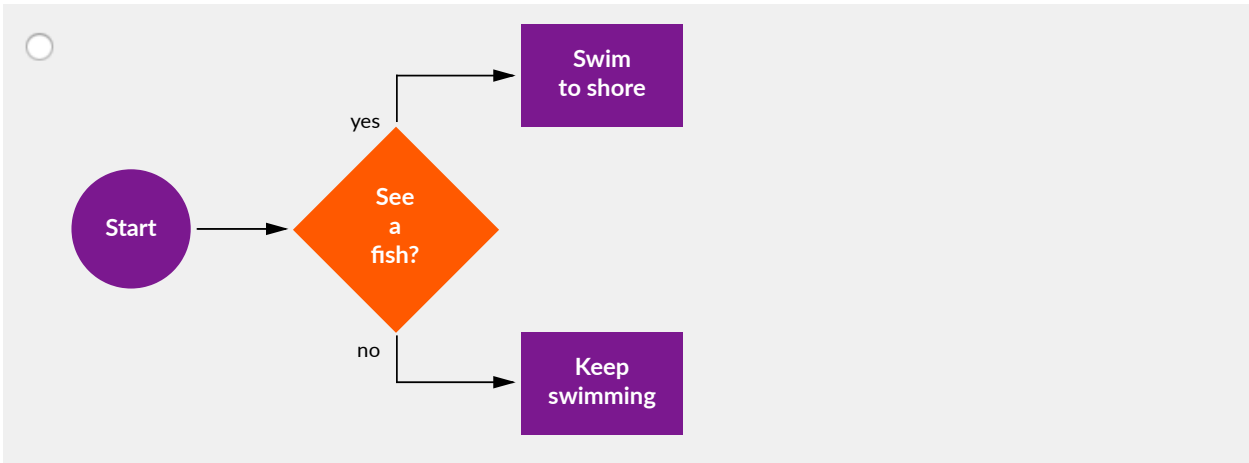 Start
See
a
fish?
yes
Swim
to shore
no
Keep
swimming